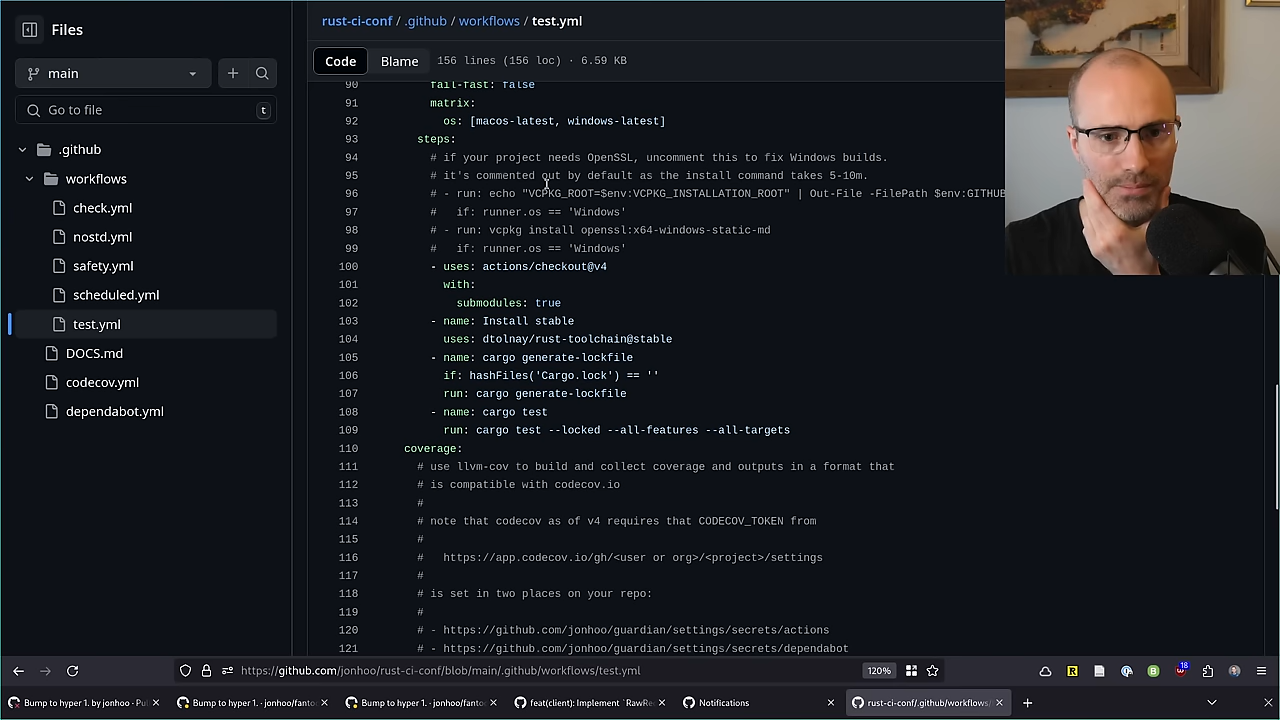 Files
main
Go to file
t
.github
workflows
check.yml
nostd.yml
safety.yml
scheduled.yml
test.yml
DOCS.md
codecov.yml
dependabot.yml
rust-ci-conf / .github / workflows / test.yml
Code Blame 156 lines (156 loc) · 6.59 KB
90 fail-fast: false
91 matrix:
92 os: [macos-latest, windows-latest]
93 steps:
94 # if your project needs OpenSSL, uncomment this to fix Windows builds.
95 # it's commented out by default as the install command takes 5-10m.
96 # - run: echo "VCPKG_ROOT=$env:VCPKG_INSTALLATION_ROOT" | Out-File -FilePath $env:GITHUB
97 #   if: runner.os == 'Windows'
98 # - run: vcpkg install openssl:x64-windows-static-md
99 #   if: runner.os == 'Windows'
100 - uses: actions/checkout@v4
101 with:
102 submodules: true
103 - name: Install stable
104 uses: dtolnay/rust-toolchain@stable
105 - name: cargo generate-lockfile
106 if: hashFiles('Cargo.lock') == ''
107 run: cargo generate-lockfile
108 - name: cargo test
109 run: cargo test --locked --all-features --all-targets
110 coverage:
111 # use llvm-cov to build and collect coverage and outputs in a format that
112 # is compatible with codecov.io
113 #
114 # note that codecov as of v4 requires that CODECOV_TOKEN from
115 #
116 #   https://app.codecov.io/gh/<user or org>/<project>/settings
117 #
118 # is set in two places on your repo:
119 #
120 # - https://github.com/jonhoo/guardian/settings/secrets/actions
121 # - https://github.com/jonhoo/guardian/settings/secrets/dependabot
https://github.com/jonhoo/rust-ci-conf/blob/main/.github/workflows/test.yml 120% R B 18
Bump to hyper 1. by jonhoo · Pul
Bump to hyper 1. · jonhoo/fanto
Bump to hyper 1. · jonhoo/fanto
feat(client): Implement `RawRe
Notifications
rust-ci-conf/.github/workflows/